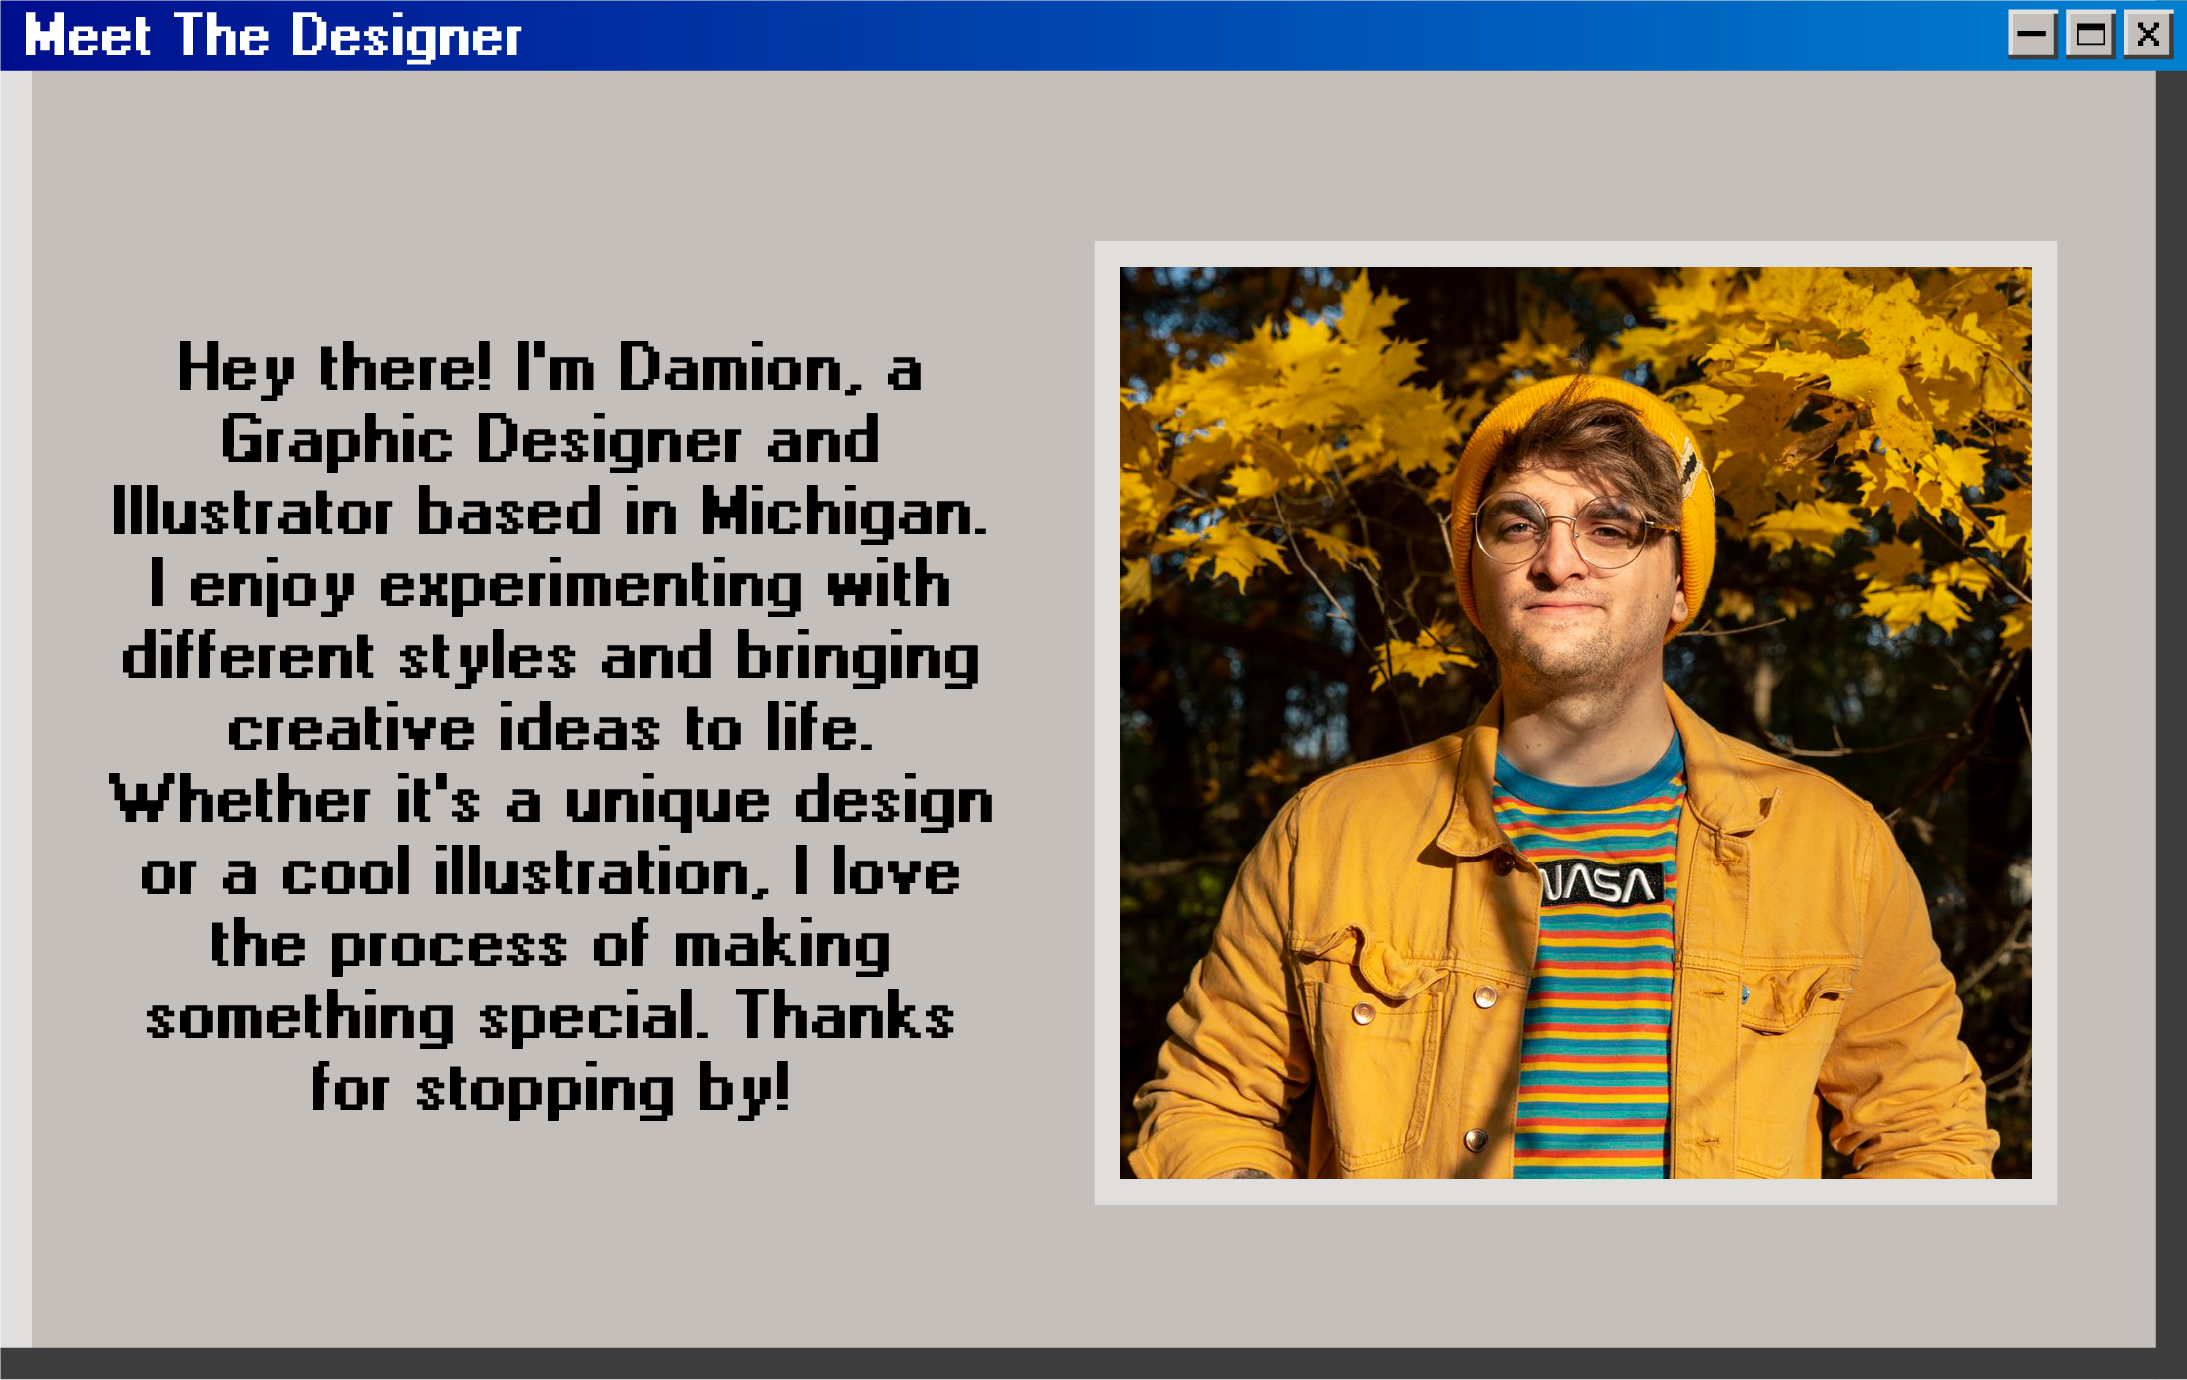 Meet The Designer
Hey there! I'm Damion, a
Graphic Designer and
Illustrator based in Michigan.
I enjoy experimenting with
different styles and bringing
creative ideas to life.
Whether it's a unique design
or a cool illustration, I love
the process of making
something special. Thanks
for stopping by!
NASA